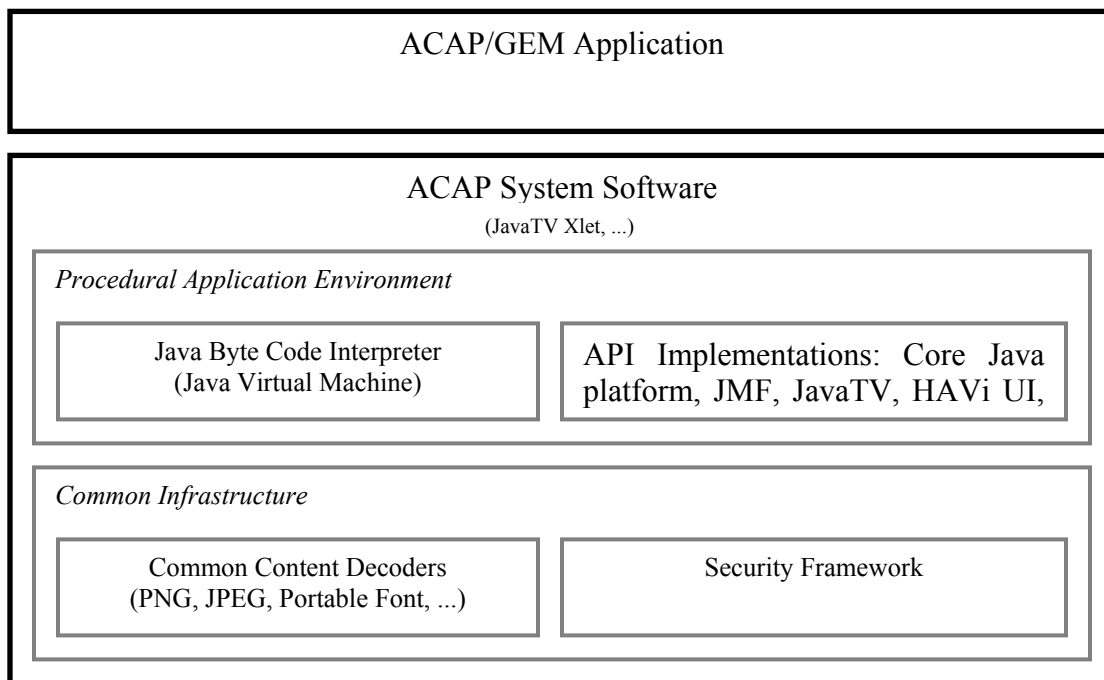 ACAP/GEM Application
ACAP System Software
(JavaTV Xlet, ...)
Procedural Application Environment
Java Byte Code Interpreter
(Java Virtual Machine)
API Implementations: Core Java
platform, JMF, JavaTV, HAVi UI,
Common Infrastructure
Common Content Decoders
(PNG, JPEG, Portable Font, ...)
Security Framework